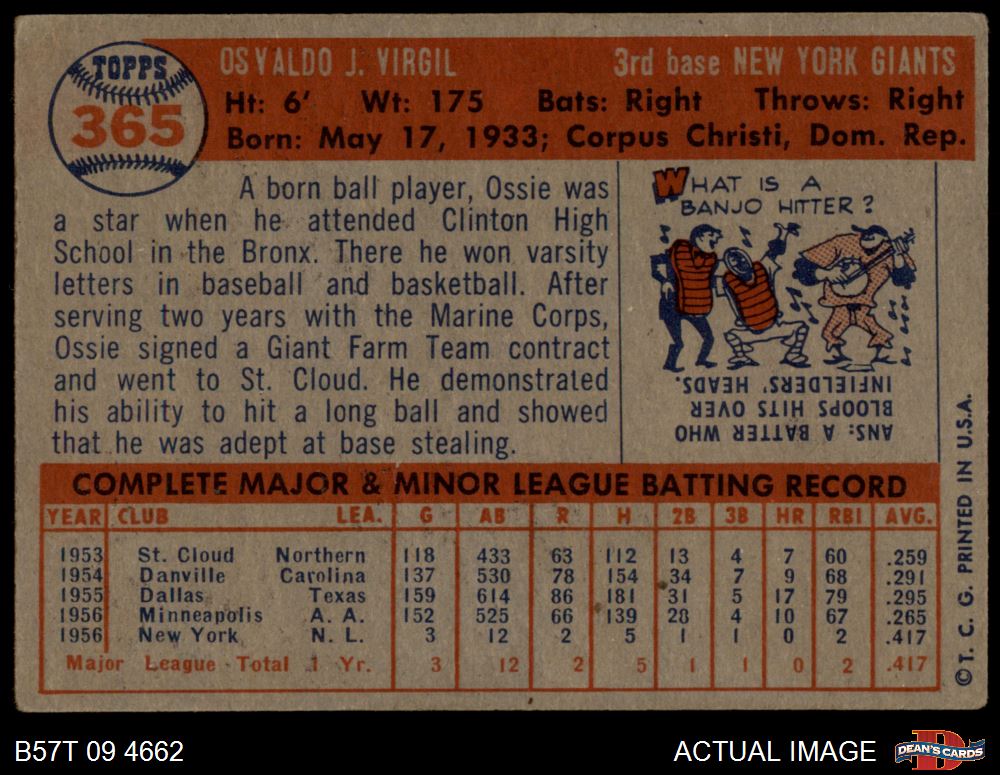 TOPPS
365
OSVALDO J. VIRGIL 3rd base NEW YORK GIANTS
Ht: 6' Wt: 175 Bats: Right Throws: Right
Born: May 17, 1933; Corpus Christi, Dom. Rep.
A born ball player, Ossie was
a star when he attended Clinton High
School in the Bronx. There he won varsity
letters in baseball and basketball. After
serving two years with the Marine Corps,
Ossie signed a Giant Farm Team contract
and went to St. Cloud. He demonstrated
his ability to hit a long ball and showed
that he was adept at base stealing.
WHAT IS A
BANJO HITTER?
ANS: A BATTER WHO
BLOOPS HITS OVER
INFIELDERS' HEADS.
COMPLETE MAJOR & MINOR LEAGUE BATTING RECORD
YEAR CLUB LEA. G AB R H 2B 3B HR RBI AVG.
1953 St. Cloud Northern 118 433 63 112 13 4 7 60 .259
1954 Danville Carolina 137 530 78 154 34 7 9 68 .291
1955 Dallas Texas 159 614 86 181 31 5 17 79 .295
1956 Minneapolis A. A. 152 525 66 139 28 4 10 67 .265
1956 New York N. L. 3 12 2 5 1 1 0 2 .417
Major League Total 1 Yr. 3 12 2 5 1 1 0 2 .417
©T. C. G. PRINTED IN U.S.A.
B57T 09 4662 ACTUAL IMAGE
D
DEAN'S CARDS